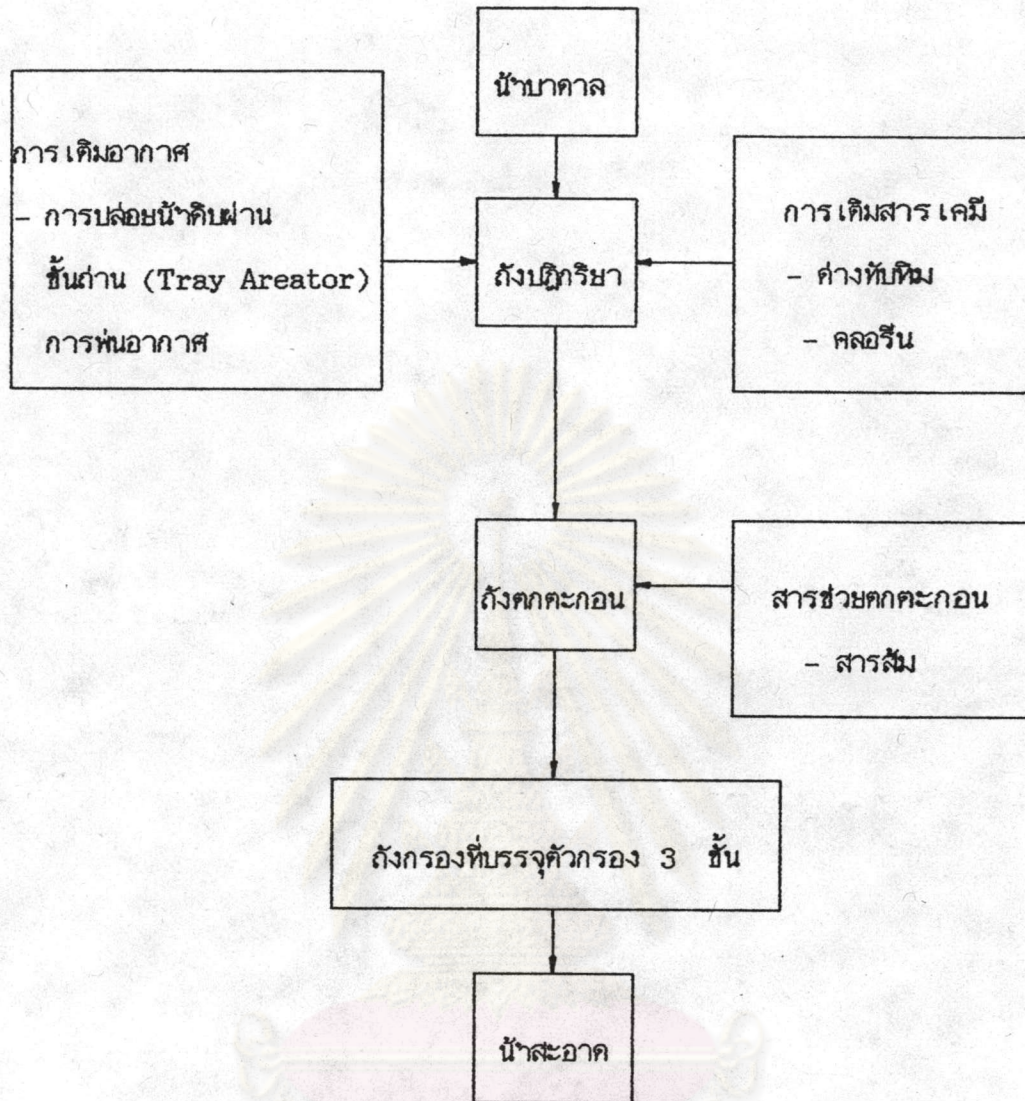 น้ำบาดาล
การเติมอากาศ
- การปล่อยน้ำดิบผ่าน
ชั้นถ่าน (Tray Areator)
การพ่นอากาศ
ถังปฏิกริยา
การเติมสารเคมี
- ด่างทับทิม
- คลอรีน
ถังตกตะกอน
สารช่วยตกตะกอน
- สารส้ม
ถังกรองที่บรรจุตัวกรอง 3 ชั้น
น้ำสะอาด